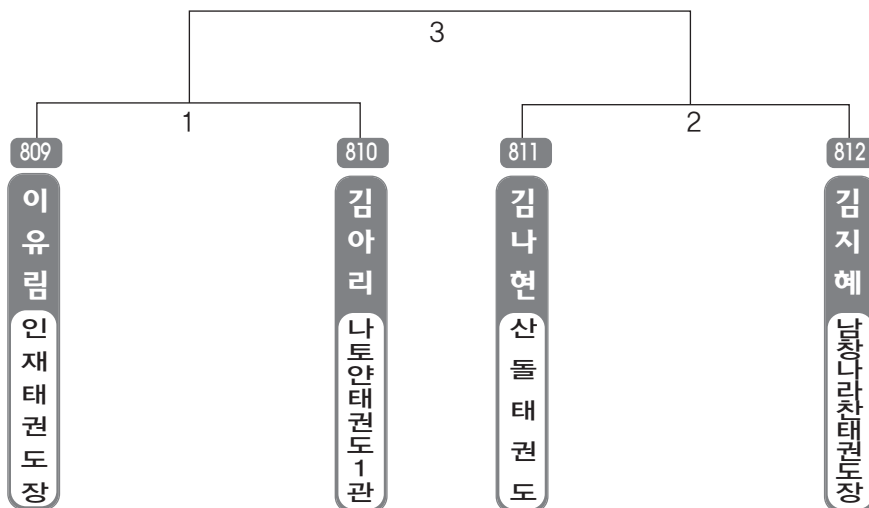 3
1
2
809
810
811
812
이유림
김아리
김나현
김지혜
인재태권도장
나토얀태권도1관
산돌태권도
남창나라찬태권도장